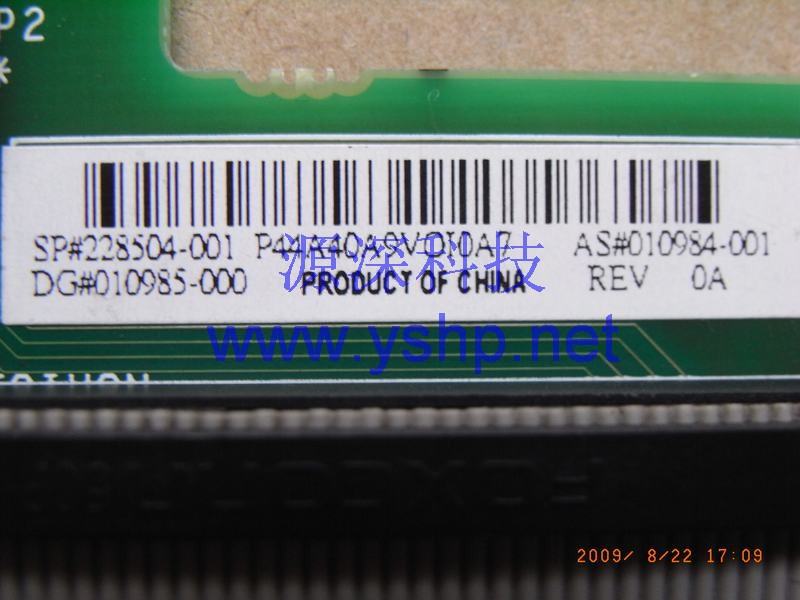 P2
*
SP#228504-001 P44A4QA9VOI0A7 AS#010984-001
DG#010985-000 PRODUCT OF CHINA REV 0A
源深科技
www.yshp.net
2009/ 8/22 17:09